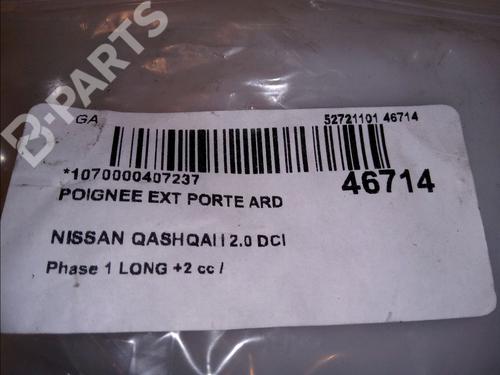 B-PARTS
GA
52721101 46714
*1070000407237
46714
POIGNEE EXT PORTE ARD
NISSAN QASHQAI I 2.0 DCI
Phase 1 LONG +2 cc /